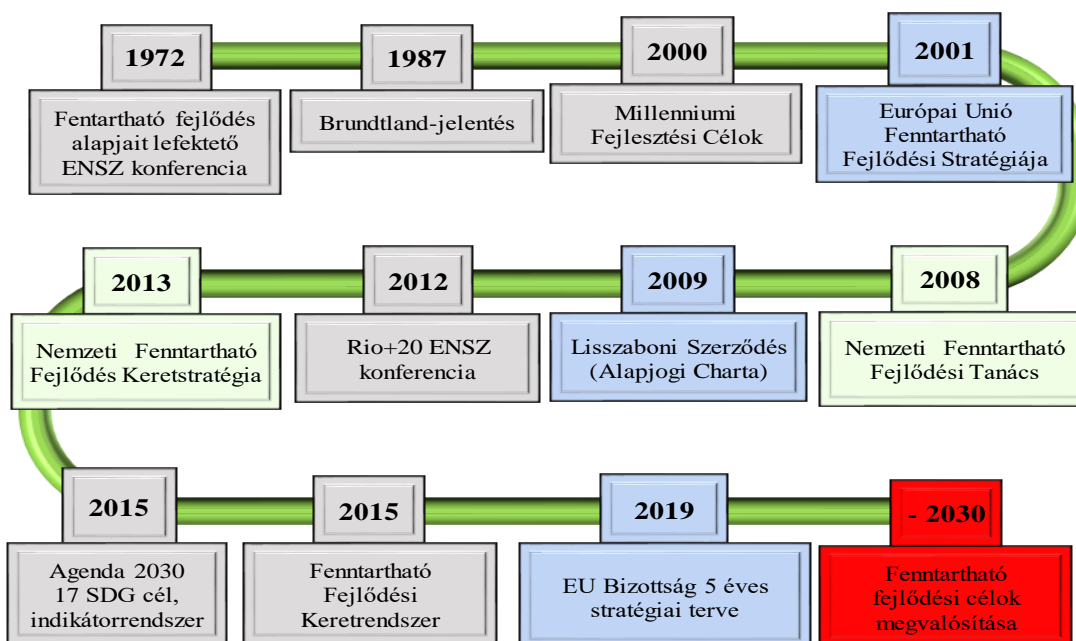 1972
Fentartható fejlődés
alapjait lefektető
ENSZ konferencia
1987
Brundtland-jelentés
2000
Millenniumi
Fejlesztési Célok
2001
Európai Unió
Fenntartható
Fejlődési Stratégiája
2013
Nemzeti Fenntartható
Fejlődés Keretstratégia
2012
Rio+20 ENSZ
konferencia
2009
Lisszaboni Szerződés
(Alapjogi Charta)
2008
Nemzeti Fenntartható
Fejlődési Tanács
2015
Agenda 2030
17 SDG cél,
indikátorrendszer
2015
Fenntartható
Fejlődési
Keretrendszer
2019
EU Bizottság 5 éves
stratégiai terve
- 2030
Fenntartható
fejlődési célok
megvalósítása